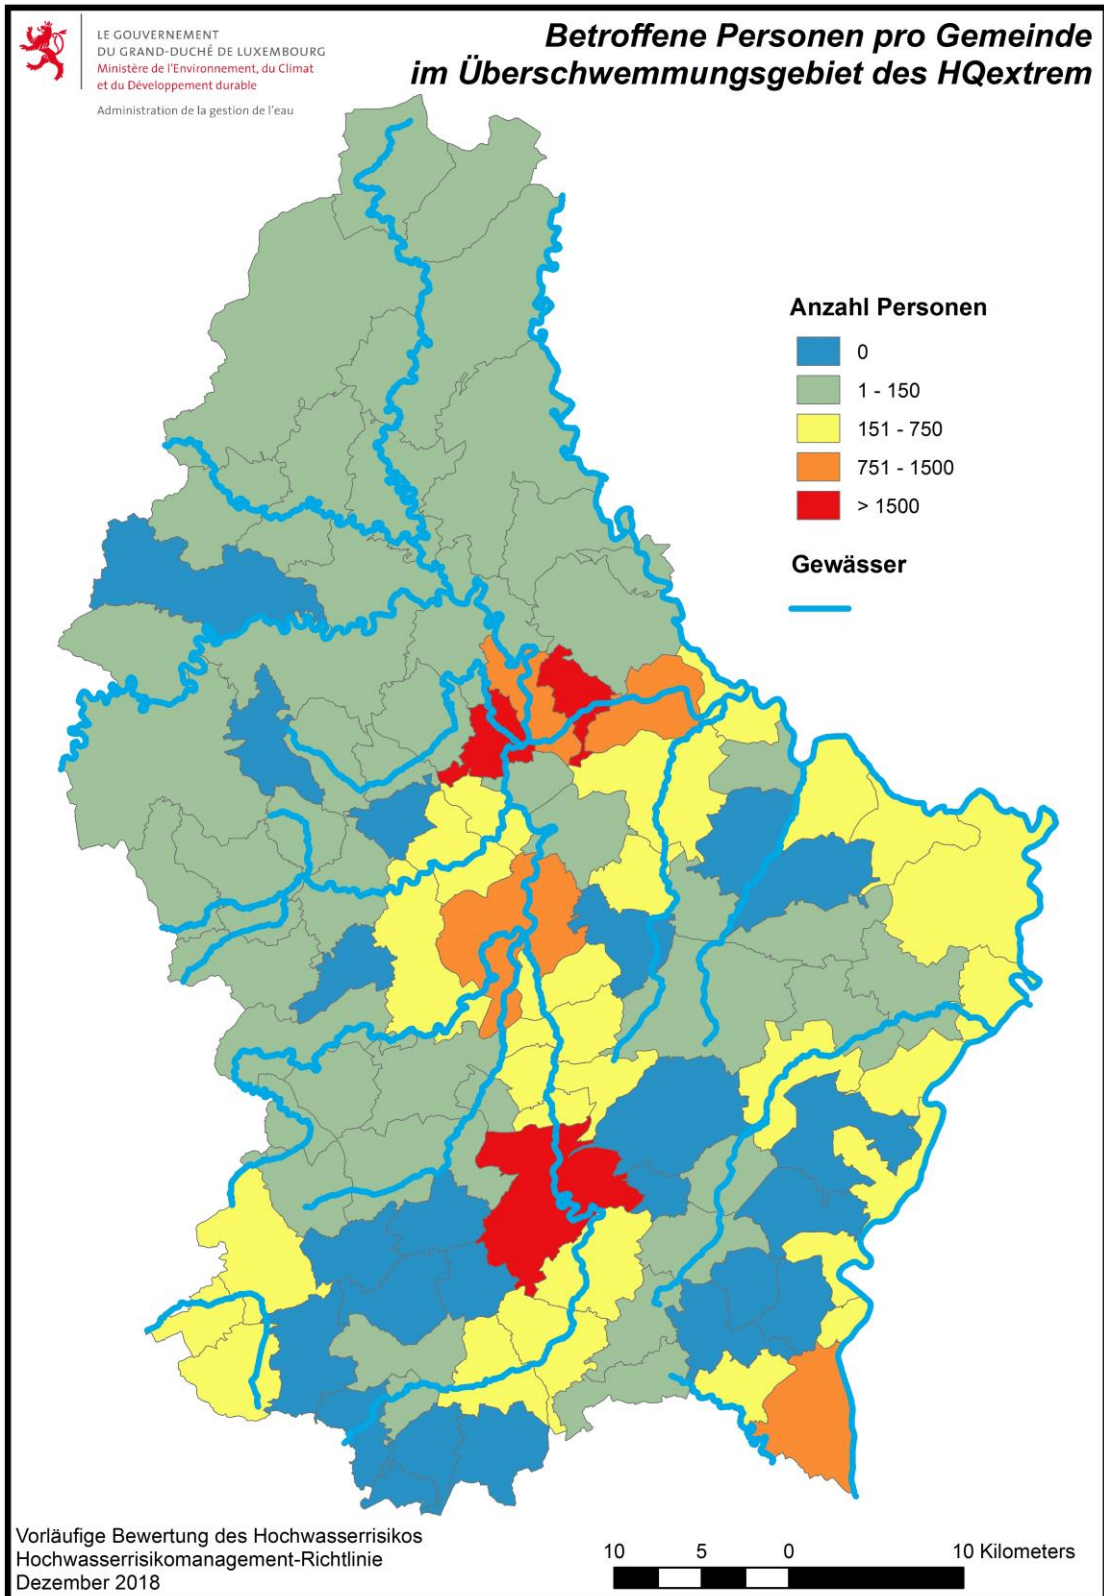 LE GOUVERNEMENT
DU GRAND-DUCHÉ DE LUXEMBOURG
Ministère de l'Environnement, du Climat
et du Développement durable
Administration de la gestion de l'eau
Betroffene Personen pro Gemeinde
im Überschwemmungsgebiet des HQextrem
Anzahl Personen
0
1 - 150
151 - 750
751 - 1500
> 1500
Gewässer
Vorläufige Bewertung des Hochwasserrisikos
Hochwasserrisikomanagement-Richtlinie
Dezember 2018
10 5 0 10 Kilometers